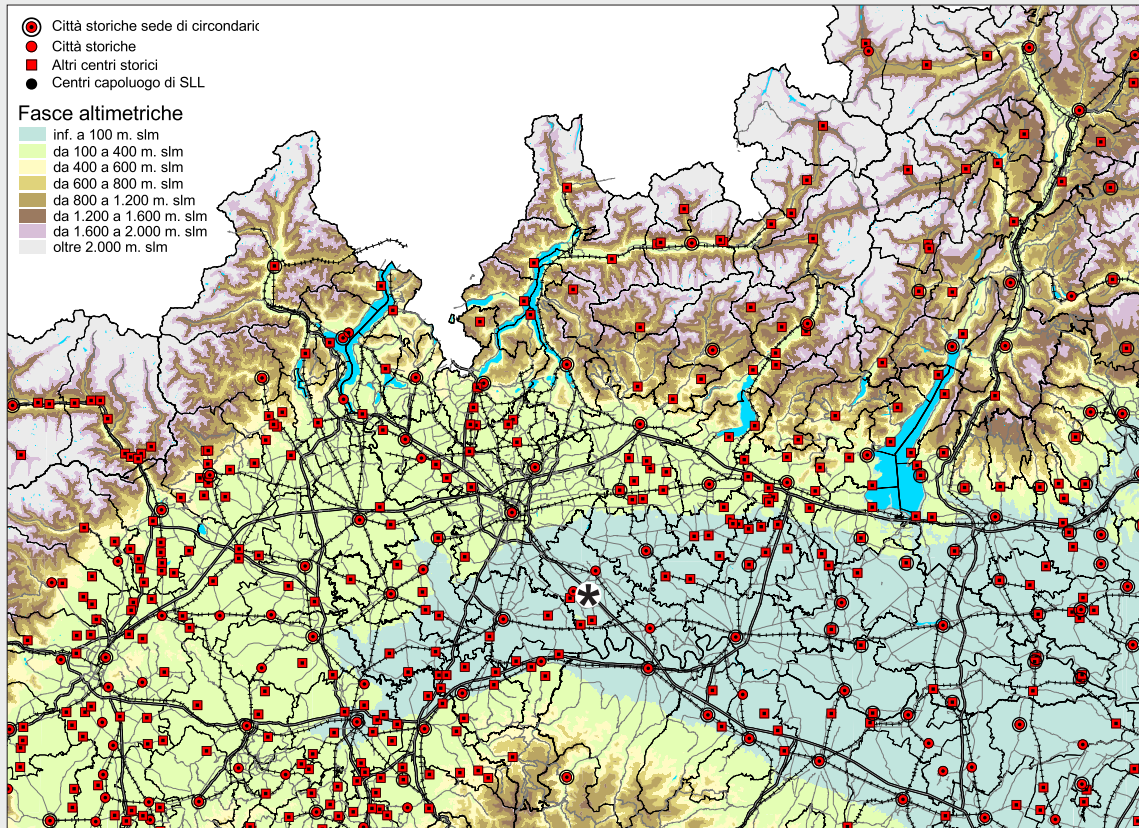 Città storiche sede di circondario
Città storiche
Altri centri storici
Centri capoluogo di SLL
Fasce altimetriche
inf. a 100 m. slm
da 100 a 400 m. slm
da 400 a 600 m. slm
da 600 a 800 m. slm
da 800 a 1.200 m. slm
da 1.200 a 1.600 m. slm
da 1.600 a 2.000 m. slm
oltre 2.000 m. slm
*